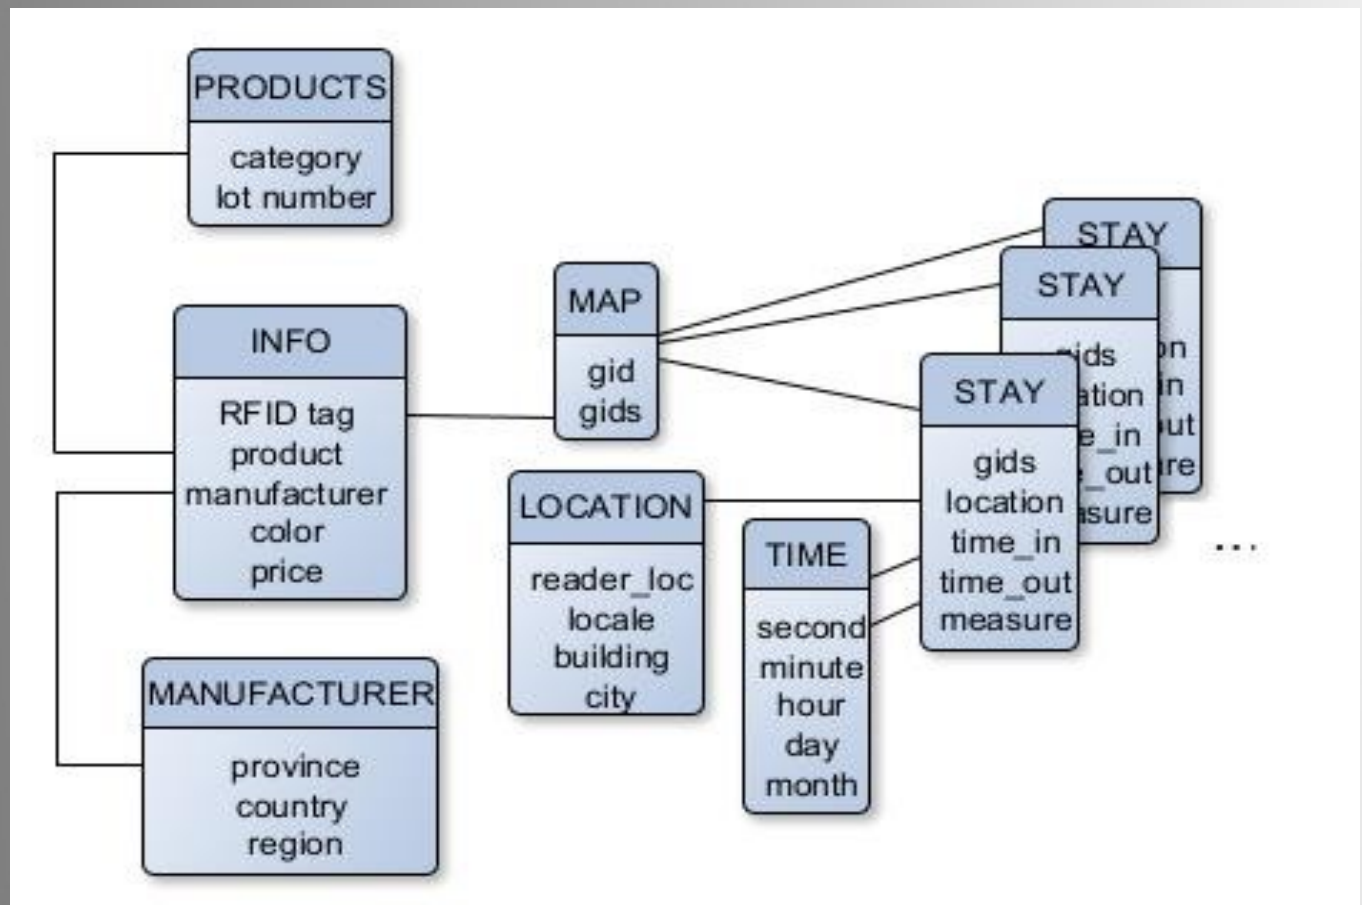 PRODUCTS
category
lot number
INFO
RFID tag
product
manufacturer
color
price
MANUFACTURER
province
country
region
MAP
gid
gids
LOCATION
reader_loc
locale
building
city
TIME
second
minute
hour
day
month
STAY
gids
location
time_in
time_out
measure
STAY
gids
STAY
...